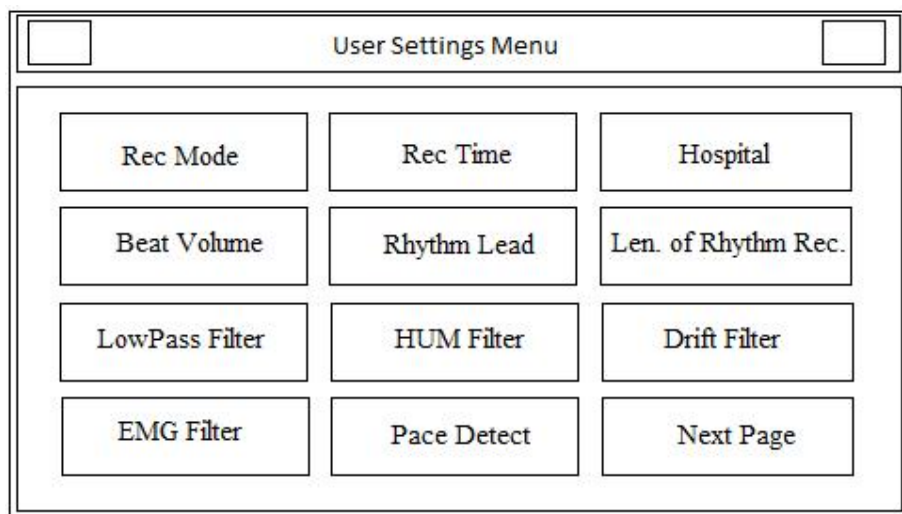 User Settings Menu
Rec Mode
Rec Time
Hospital
Beat Volume
Rhythm Lead
Len. of Rhythm Rec.
LowPass Filter
HUM Filter
Drift Filter
EMG Filter
Pace Detect
Next Page